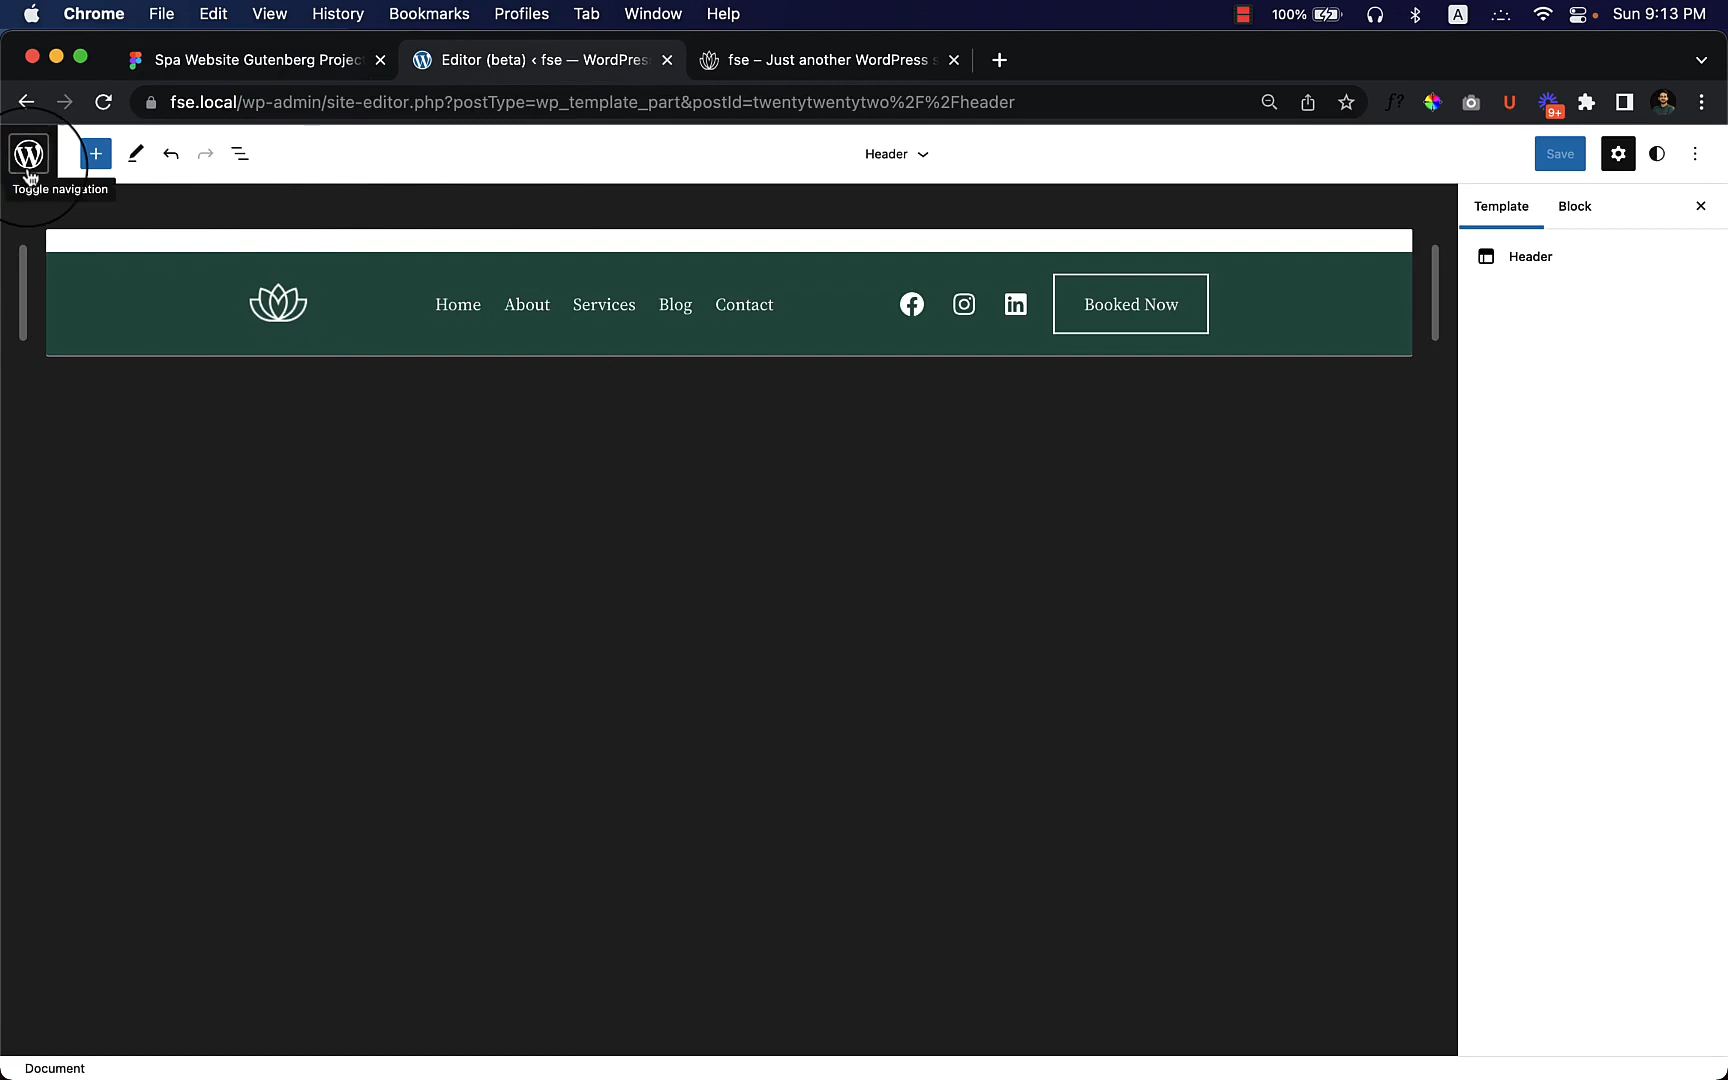 Chrome File Edit View History Bookmarks Profiles Tab Window Help 100% A Sun 9:13 PM
Spa Website Gutenberg Projec Editor (beta) ‹ fse — WordPres fse – Just another WordPress s
fse.local/wp-admin/site-editor.php?postType=wp_template_part&postId=twentytwentytwo%2F%2Fheader f? U 9+
Header Save
Toggle navigation
Template Block
Header
Home About Services Blog Contact Booked Now
Document